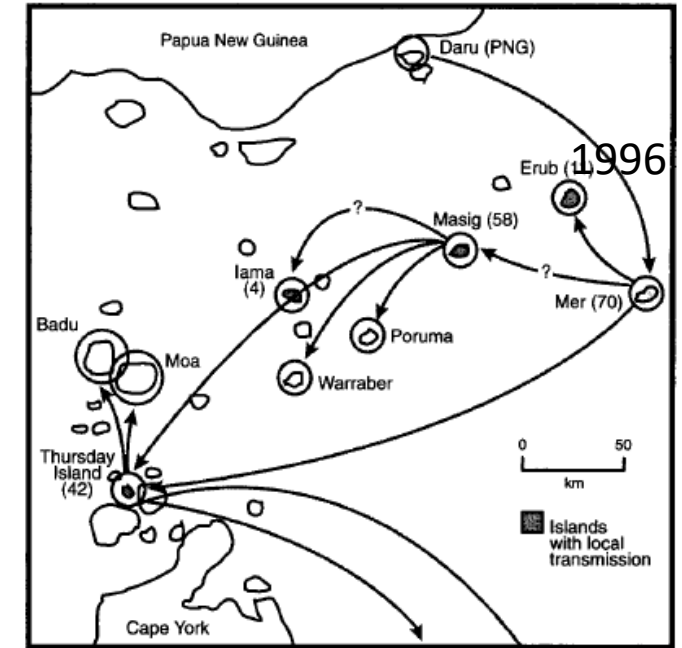 Papua New Guinea
Daru (PNG)
1996
Erub
Masig (58)
?
Iama
(4)
?
Mer (70)
Badu
Moa
Poruma
Warraber
Thursday
Island
(42)
0 50
km
Islands
with local
transmission
Cape York